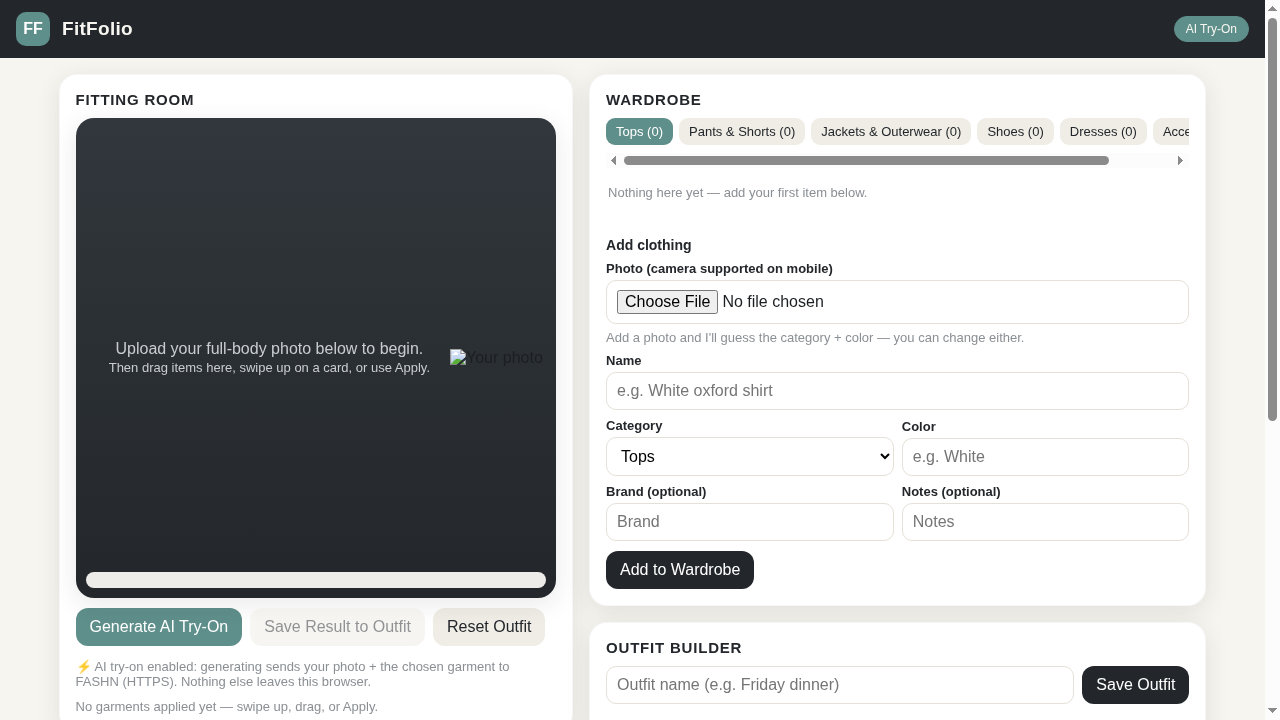 FF FitFolio
AI Try-On
FITTING ROOM
Upload your full-body photo below to begin.
Then drag items here, swipe up on a card, or use Apply.
Your photo
Generate AI Try-On
Save Result to Outfit
Reset Outfit
⚡ AI try-on enabled: generating sends your photo + the chosen garment to
FASHN (HTTPS). Nothing else leaves this browser.
No garments applied yet — swipe up, drag, or Apply.
WARDROBE
Tops (0)
Pants & Shorts (0)
Jackets & Outerwear (0)
Shoes (0)
Dresses (0)
Acce
Nothing here yet — add your first item below.
Add clothing
Photo (camera supported on mobile)
Choose File No file chosen
Add a photo and I'll guess the category + color — you can change either.
Name
e.g. White oxford shirt
Category
Tops
Color
e.g. White
Brand (optional)
Brand
Notes (optional)
Notes
Add to Wardrobe
OUTFIT BUILDER
Outfit name (e.g. Friday dinner)
Save Outfit